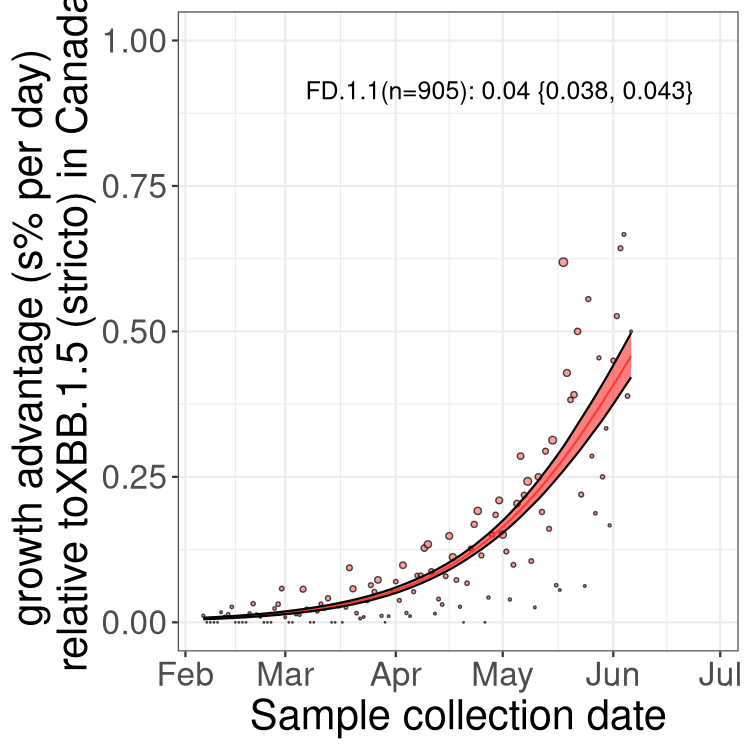 growth advantage (s% per day)
relative toXBB.1.5 (stricto) in Canada
1.00
0.75
0.50
0.25
0.00
FD.1.1(n=905): 0.04 {0.038, 0.043}
Feb Mar Apr May Jun Jul
Sample collection date